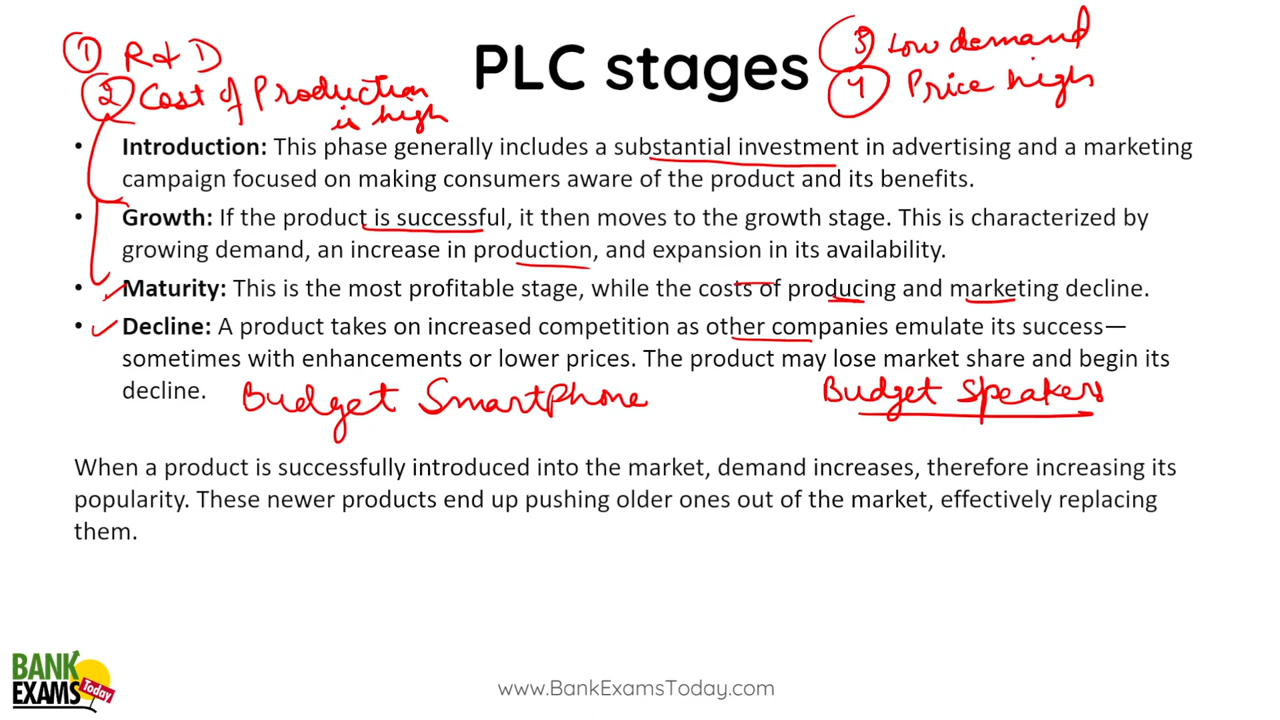 ① R & D
② Cost of Production
is high
PLC stages
③ Low demand
④ Price high
• Introduction: This phase generally includes a substantial investment in advertising and a marketing
campaign focused on making consumers aware of the product and its benefits.
• Growth: If the product is successful, it then moves to the growth stage. This is characterized by
growing demand, an increase in production, and expansion in its availability.
• Maturity: This is the most profitable stage, while the costs of producing and marketing decline.
• Decline: A product takes on increased competition as other companies emulate its success—
sometimes with enhancements or lower prices. The product may lose market share and begin its
decline.
Budget Smartphone
Budget Speakers
When a product is successfully introduced into the market, demand increases, therefore increasing its
popularity. These newer products end up pushing older ones out of the market, effectively replacing
them.
BANK
EXAMS
Today
www.BankExamsToday.com